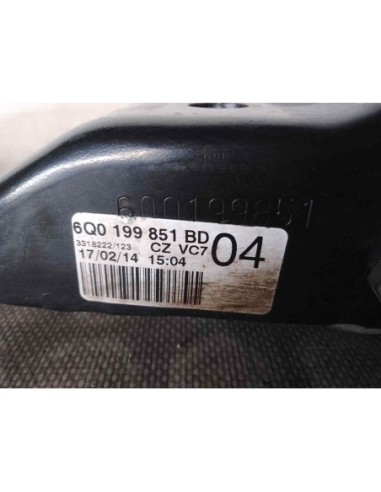 6Q0199851
6Q0 199 851 BD
3318222/123 CZ VC7
17/02/14 15:04
04